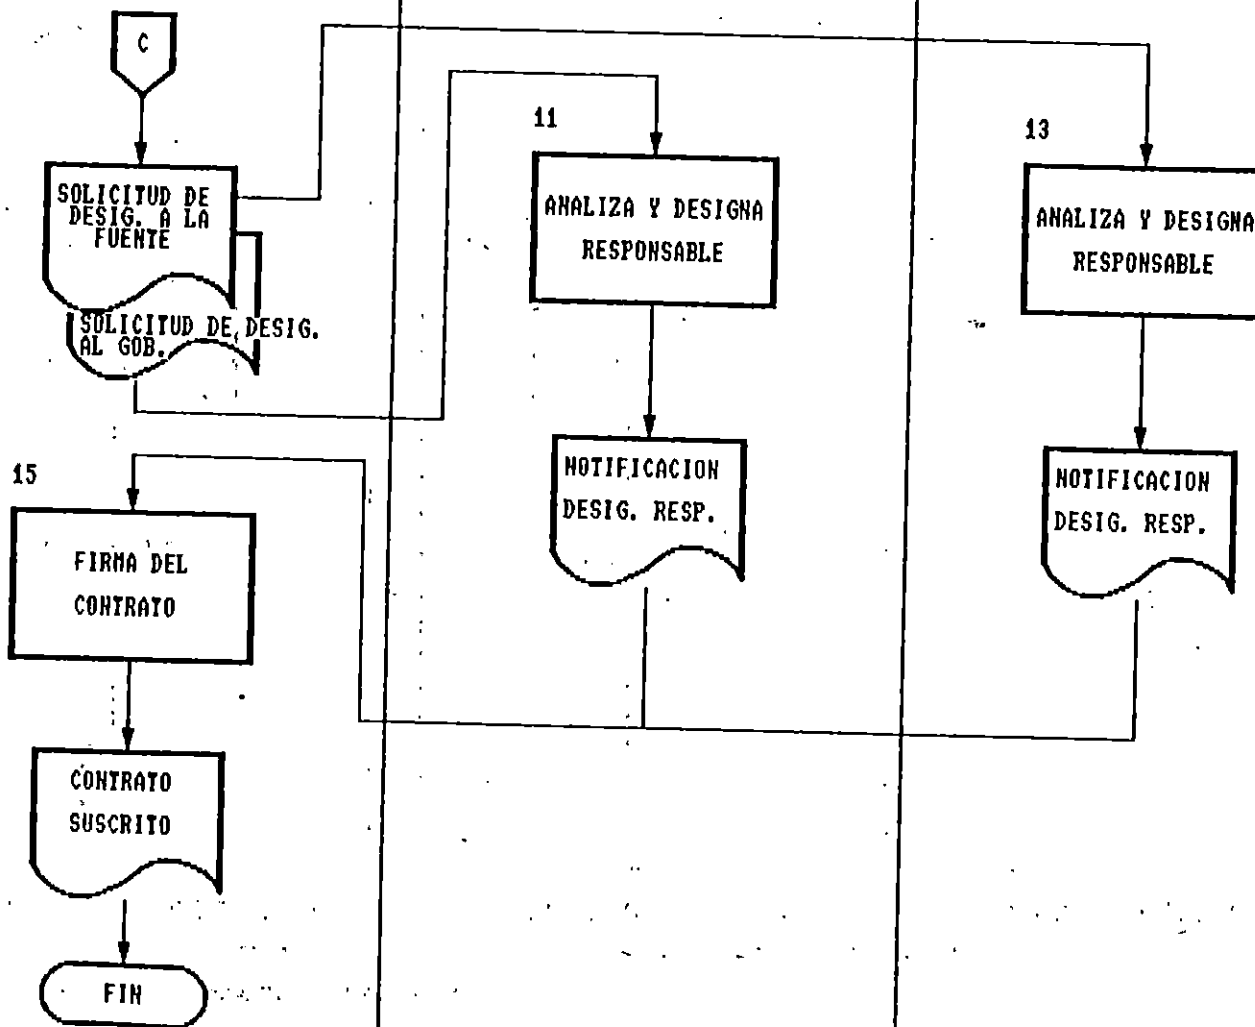 C
SOLICITUD DE
DESIG. A LA
FUENTE
SOLICITUD DE DESIG.
AL GOB.
11
ANALIZA Y DESIGNA
RESPONSABLE
NOTIFICACION
DESIG. RESP.
13
ANALIZA Y DESIGNA
RESPONSABLE
NOTIFICACION
DESIG. RESP.
15
FIRMA DEL
CONTRATO
CONTRATO
SUSCRITO
FIN